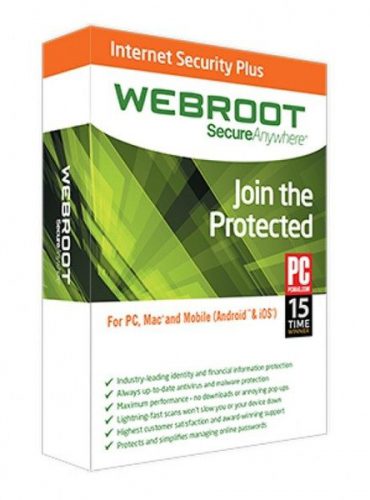 Internet Security Plus
WEBROOT
SecureAnywhere®
Join the
Protected
PC
PCMAG.COM
15
TIME
WINNER
For PC, Mac® and Mobile (Android™ & iOS®)
✓ Industry-leading identity and financial information protection
✓ Always up-to-date antivirus and malware protection
✓ Maximum performance - no downloads or annoying pop-ups
✓ Lightning-fast scans won't slow you or your device down
✓ Highest customer satisfaction and award-winning support
✓ Protects and simplifies managing online passwords
WEBROOT